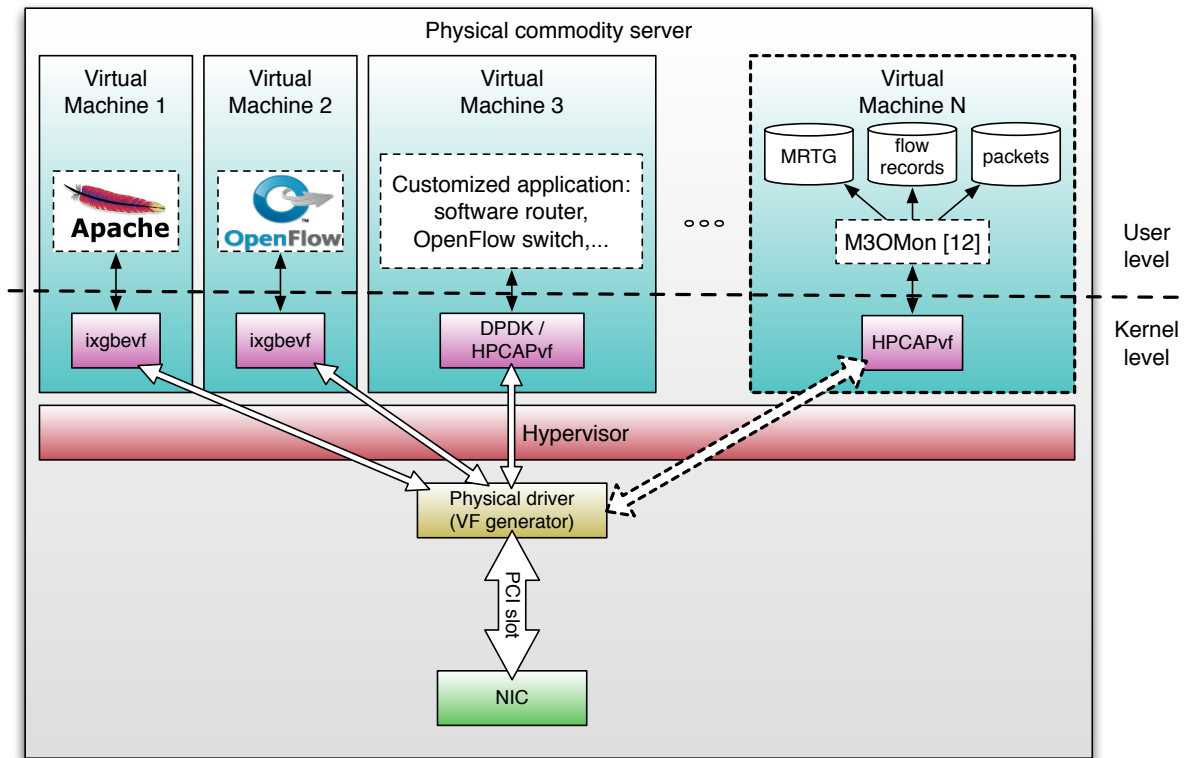 Physical commodity server
Virtual
Machine 1
Virtual
Machine 2
Virtual
Machine 3
Virtual
Machine N
MRTG
flow
records
packets
Apache
OpenFlow
TM
Customized application:
software router,
OpenFlow switch,...
M3OMon [12]
User
level
ixgbevf
ixgbevf
DPDK /
HPCAPvf
HPCAPvf
Kernel
level
Hypervisor
Physical driver
(VF generator)
PCI slot
NIC